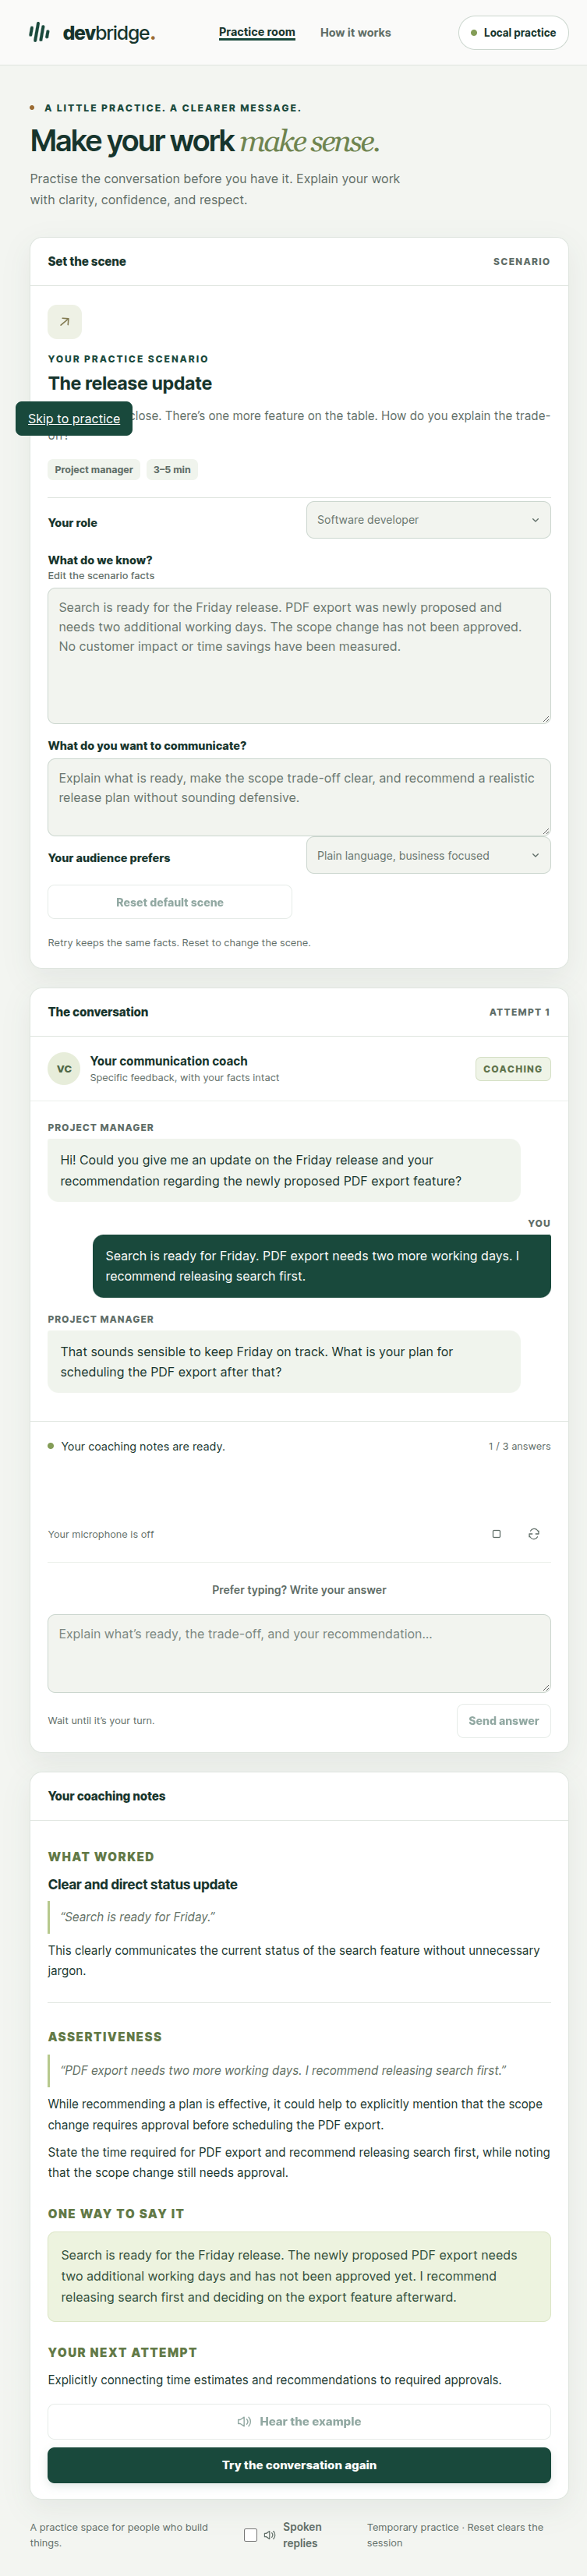 devbridge.
Practice room
How it works
Local practice
A LITTLE PRACTICE. A CLEARER MESSAGE.
Make your work make sense.
Practise the conversation before you have it. Explain your work
with clarity, confidence, and respect.
Set the scene
SCENARIO
YOUR PRACTICE SCENARIO
The release update
Skip to practice
close. There’s one more feature on the table. How do you explain the trade-
off?
Project manager
3–5 min
Your role
Software developer
What do we know?
Edit the scenario facts
Search is ready for the Friday release. PDF export was newly proposed and
needs two additional working days. The scope change has not been approved.
No customer impact or time savings have been measured.
What do you want to communicate?
Explain what is ready, make the scope trade-off clear, and recommend a realistic
release plan without sounding defensive.
Your audience prefers
Plain language, business focused
Reset default scene
Retry keeps the same facts. Reset to change the scene.
The conversation
ATTEMPT 1
VC
Your communication coach
Specific feedback, with your facts intact
COACHING
PROJECT MANAGER
Hi! Could you give me an update on the Friday release and your
recommendation regarding the newly proposed PDF export feature?
YOU
Search is ready for Friday. PDF export needs two more working days. I
recommend releasing search first.
PROJECT MANAGER
That sounds sensible to keep Friday on track. What is your plan for
scheduling the PDF export after that?
Your coaching notes are ready.
1 / 3 answers
Your microphone is off
Prefer typing? Write your answer
Explain what’s ready, the trade-off, and your recommendation...
Wait until it’s your turn.
Send answer
Your coaching notes
WHAT WORKED
Clear and direct status update
“Search is ready for Friday.”
This clearly communicates the current status of the search feature without unnecessary
jargon.
ASSERTIVENESS
“PDF export needs two more working days. I recommend releasing search first.”
While recommending a plan is effective, it could help to explicitly mention that the scope
change requires approval before scheduling the PDF export.
State the time required for PDF export and recommend releasing search first, while noting
that the scope change still needs approval.
ONE WAY TO SAY IT
Search is ready for the Friday release. The newly proposed PDF export needs
two additional working days and has not been approved yet. I recommend
releasing search first and deciding on the export feature afterward.
YOUR NEXT ATTEMPT
Explicitly connecting time estimates and recommendations to required approvals.
Hear the example
Try the conversation again
A practice space for people who build
things.
Spoken
replies
Temporary practice · Reset clears the
session